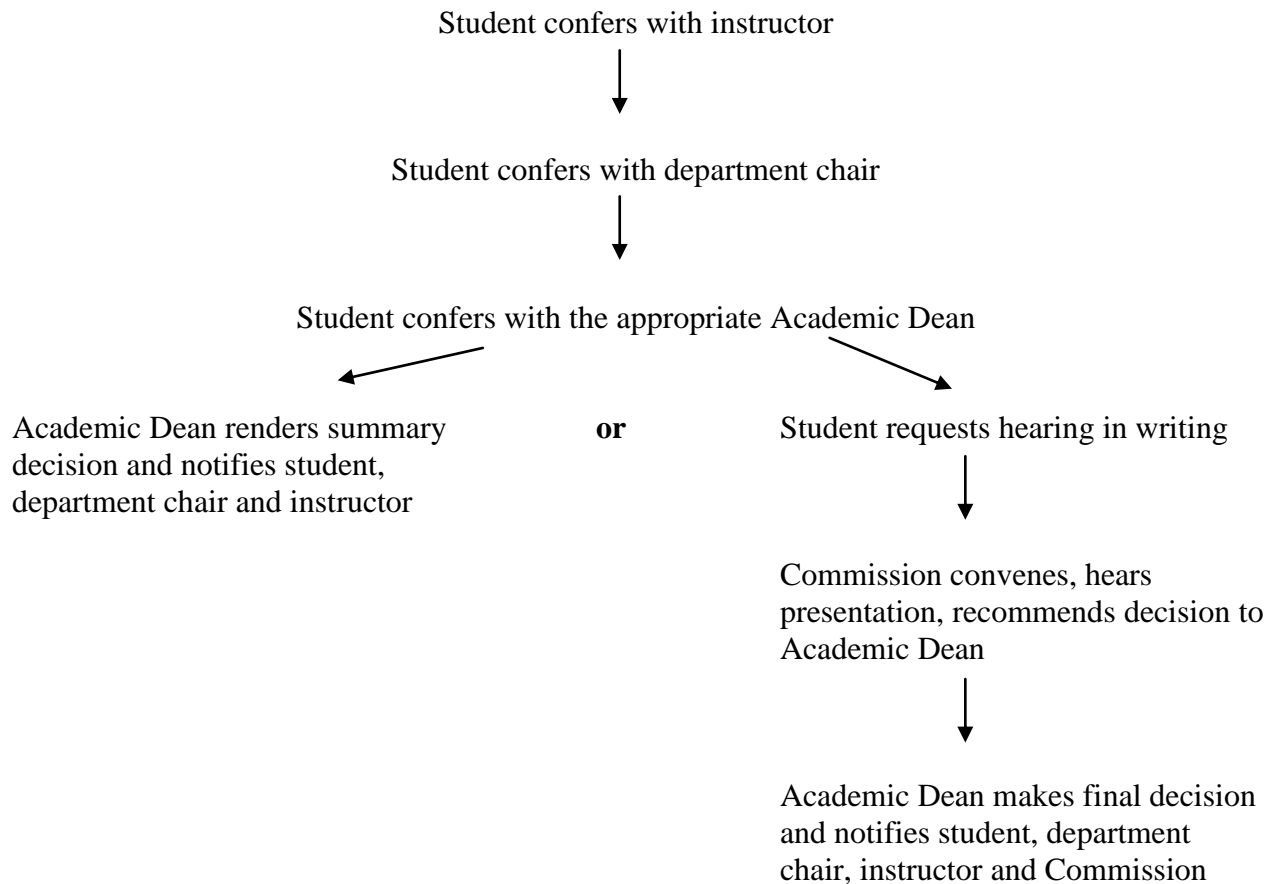 Student confers with instructor
Student confers with department chair
Student confers with the appropriate Academic Dean
Academic Dean renders summary
decision and notifies student,
department chair and instructor
or
Student requests hearing in writing
Commission convenes, hears
presentation, recommends decision to
Academic Dean
Academic Dean makes final decision
and notifies student, department
chair, instructor and Commission